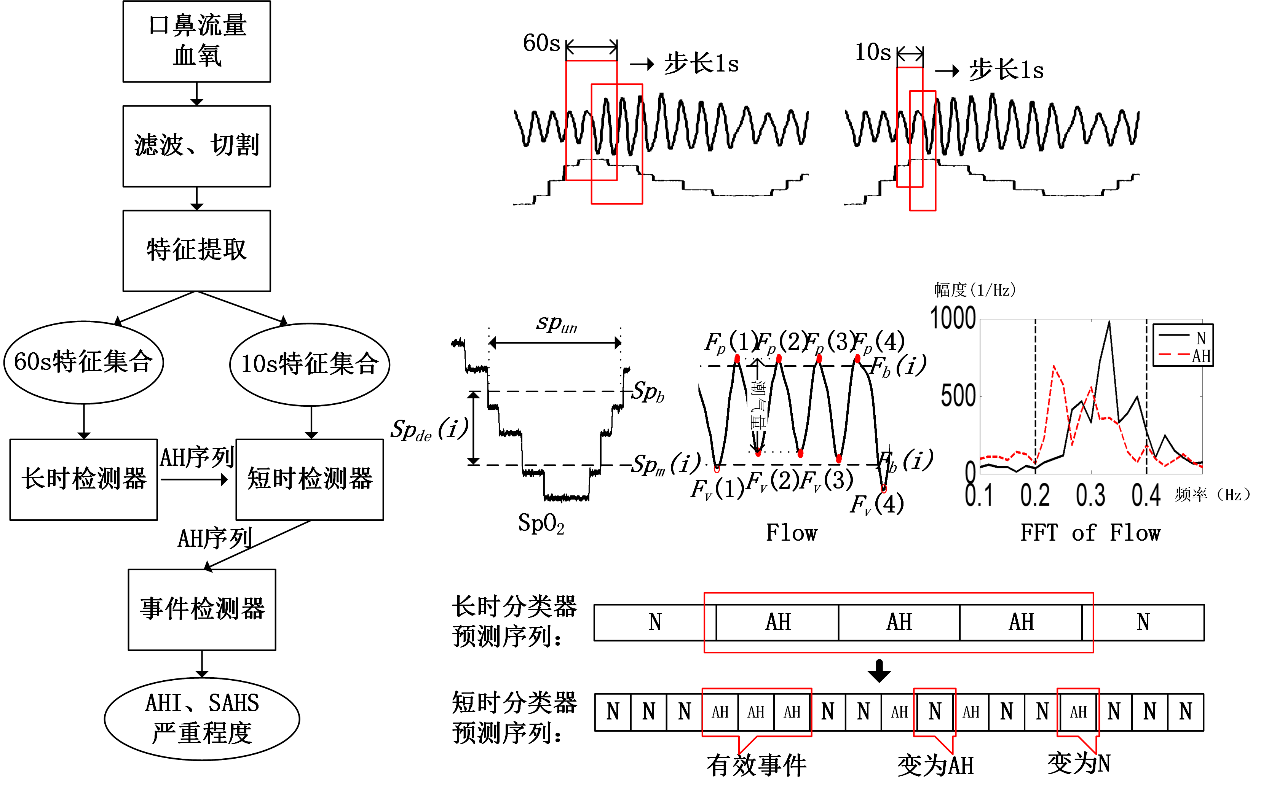 口鼻流量
血氧
滤波、切割
特征提取
60s特征集合
10s特征集合
长时检测器
AH序列
短时检测器
AH序列
事件检测器
AHI、SAHS
严重程度
60s
步长1s
10s
步长1s
sp_un
Sp_b
Sp_de(i)
Sp_m(i)
SpO₂
F_p(1) F_p(2) F_p(3) F_p(4)
F_b(i)
潮气量
F_b(i)
F_v(1) F_v(2) F_v(3) F_v(4)
Flow
幅度(1/Hz)
1000
500
0
0.1 0.2 0.3 0.4
频率（Hz）
N
AH
FFT of Flow
长时分类器
预测序列：
N AH AH AH N
短时分类器
预测序列：
N N N AH AH AH N N AH N AH N N AH N N N
有效事件
变为AH
变为N